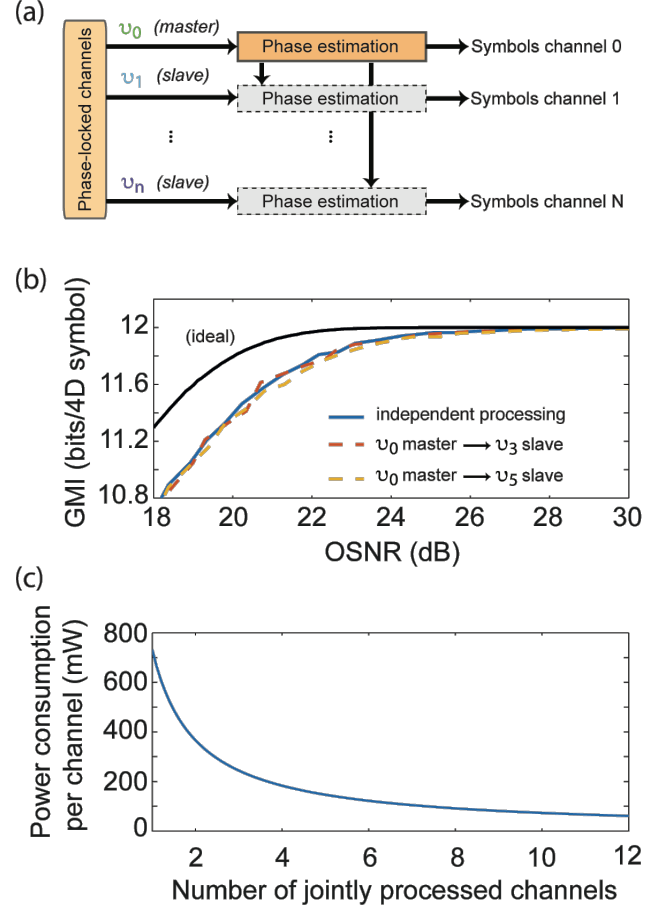 (a)
Phase-locked channels
υ0 (master)
Phase estimation
Symbols channel 0
υ1 (slave)
Phase estimation
Symbols channel 1
...
...
υn (slave)
Phase estimation
Symbols channel N
(b)
GMI (bits/4D symbol)
12
11.6
11.2
10.8
(ideal)
independent processing
υ0 master → υ3 slave
υ0 master → υ5 slave
18 20 22 24 26 28 30
OSNR (dB)
(c)
Power consumption
per channel (mW)
800
600
400
200
0
2 4 6 8 10 12
Number of jointly processed channels